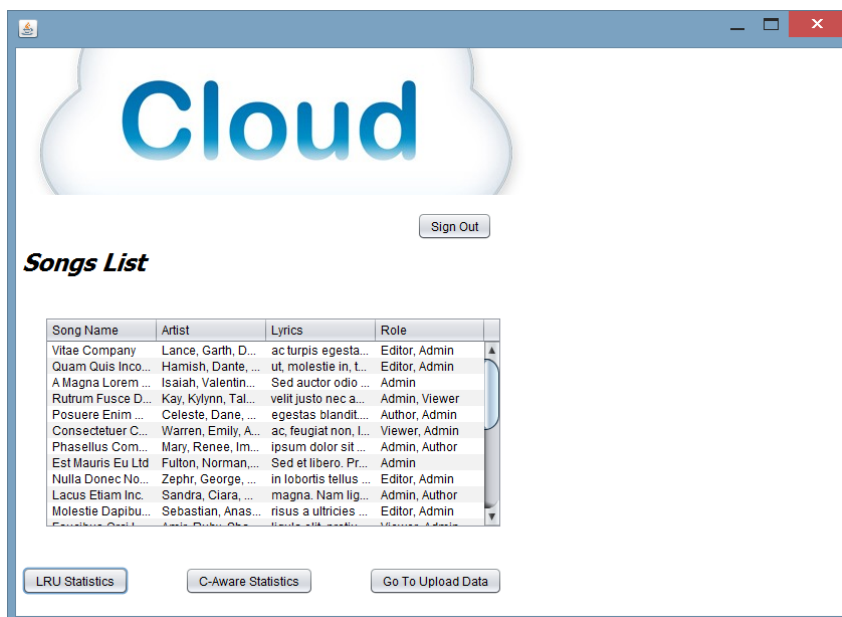 Cloud
Sign Out
Songs List
Song Name Artist Lyrics Role
Vitae Company Lance, Garth, D... ac turpis egesta... Editor, Admin
Quam Quis Inco... Hamish, Dante, ... ut, molestie in, t... Editor, Admin
A Magna Lorem ... Isaiah, Valentin... Sed auctor odio ... Admin
Rutrum Fusce D... Kay, Kylynn, Tal... velit justo nec a... Admin, Viewer
Posuere Enim ... Celeste, Dane, ... egestas blandit.... Author, Admin
Consectetuer C... Warren, Emily, A... ac, feugiat non, l... Viewer, Admin
Phasellus Com... Mary, Renee, Im... ipsum dolor sit ... Admin, Author
Est Mauris Eu Ltd Fulton, Norman,... Sed et libero. Pr... Admin
Nulla Donec No... Zephr, George, ... in lobortis tellus ... Editor, Admin
Lacus Etiam Inc. Sandra, Ciara, ... magna. Nam lig... Admin, Author
Molestie Dapibu... Sebastian, Anas... risus a ultricies ... Editor, Admin
LRU Statistics C-Aware Statistics Go To Upload Data